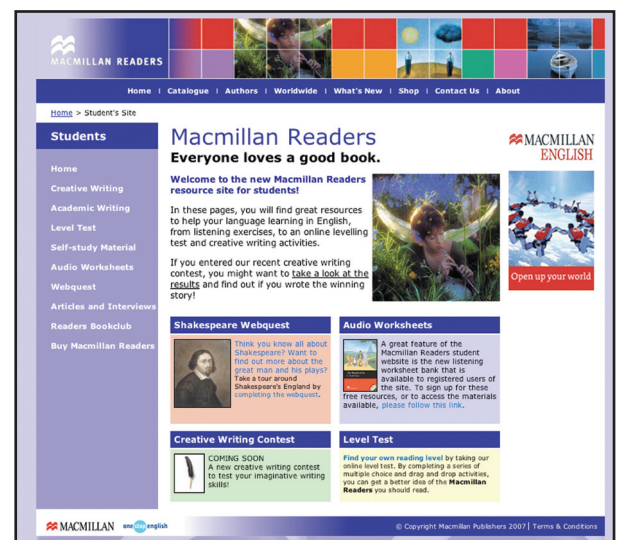 MACMILLAN READERS
Home | Catalogue | Authors | Worldwide | What's New | Shop | Contact Us | About
Home > Student's Site
Students
Home
Creative Writing
Academic Writing
Level Test
Self-study Material
Audio Worksheets
Webquest
Articles and Interviews
Readers Bookclub
Buy Macmillan Readers
Macmillan Readers
Everyone loves a good book.
Welcome to the new Macmillan Readers
resource site for students!
In these pages, you will find great resources
to help your language learning in English,
from listening exercises, to an online levelling
test and creative writing activities.
If you entered our recent creative writing
contest, you might want to take a look at the
results and find out if you wrote the winning
story!
MACMILLAN
ENGLISH
Open up your world
Shakespeare Webquest
Think you know all about
Shakespeare? Want to
find out more about the
great man and his plays?
Take a tour around
Shakespeare's England by
completing the webquest.
Audio Worksheets
A great feature of the
Macmillan Readers student
website is the new listening
worksheet bank that is
available to registered users of
the site. To sign up for these
free resources, or to access the materials
available, please follow this link.
Creative Writing Contest
COMING SOON
A new creative writing contest
to test your imaginative writing
skills!
Level Test
Find your own reading level by taking our
online level test. By completing a series of
multiple choice and drag and drop activities,
you can get a better idea of the Macmillan
Readers you should read.
MACMILLAN
one stop english
© Copyright Macmillan Publishers 2007 | Terms & Conditions